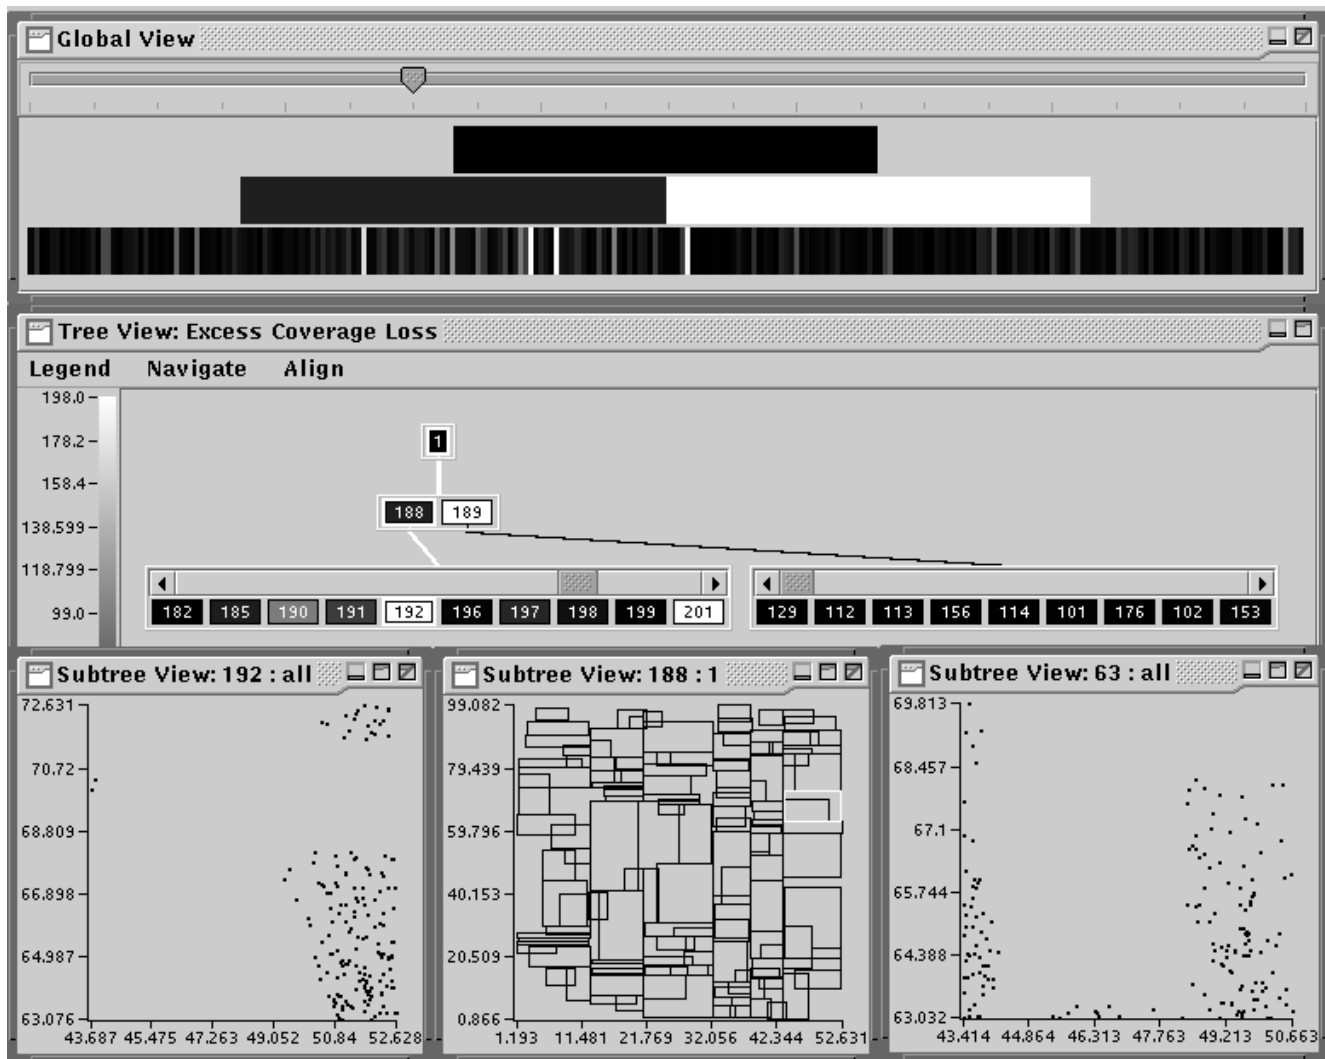 Global View
Tree View: Excess Coverage Loss
Legend Navigate Align
198.0
178.2
158.4
138.599
118.799
99.0
1
188 189
182 185 190 191 192 196 197 198 199 201
129 112 113 156 114 101 176 102 153
Subtree View: 192 : all
72.631
70.72
68.809
66.898
64.987
63.076
43.687 45.475 47.263 49.052 50.84 52.628
Subtree View: 188 : 1
99.082
79.439
59.796
40.153
20.509
0.866
1.193 11.481 21.769 32.056 42.344 52.631
Subtree View: 63 : all
69.813
68.457
67.1
65.744
64.388
63.032
43.414 44.864 46.313 47.763 49.213 50.663